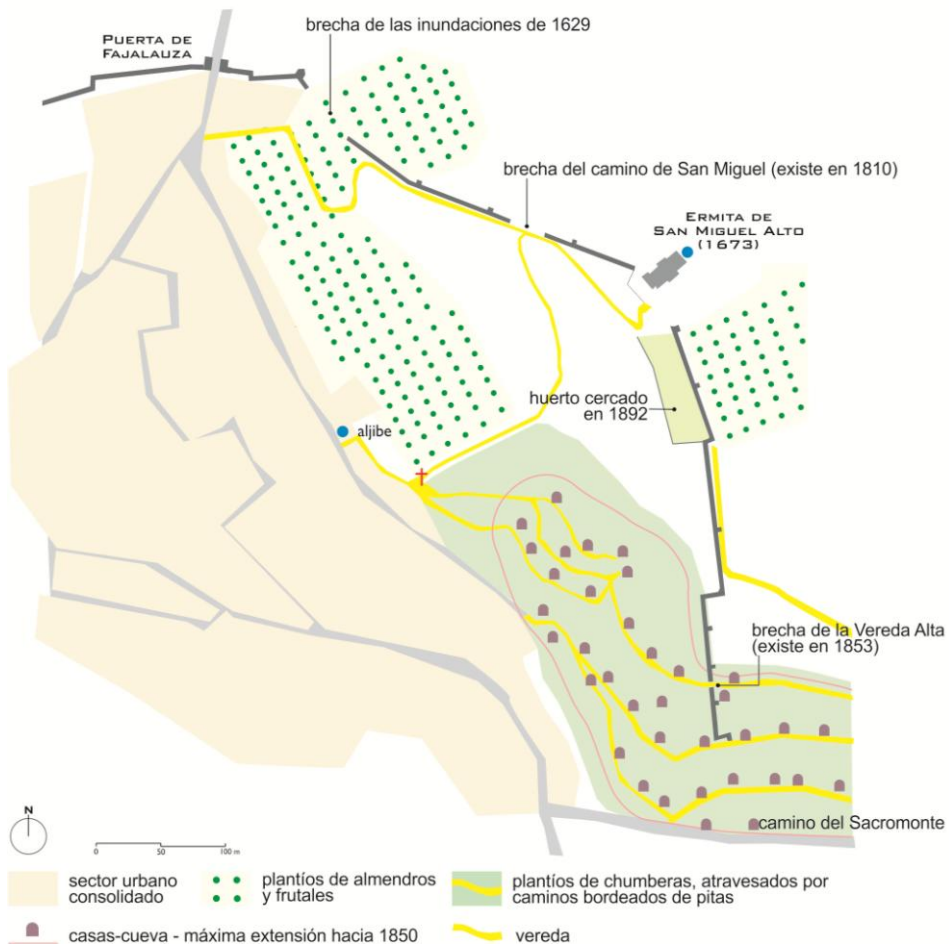 brecha de las inundaciones de 1629
PUERTA DE
FAJALAUZA
brecha del camino de San Miguel (existe en 1810)
ERMITA DE
SAN MIGUEL ALTO
(1673)
huerto cercado
en 1892
aljibe
brecha de la Vereda Alta
(existe en 1853)
camino del Sacromonte
N
0 50 100 m
sector urbano
consolidado
plantíos de almendros
y frutales
plantíos de chumberas, atravesados por
caminos bordeados de pitas
casas-cueva - máxima extensión hacia 1850
vereda